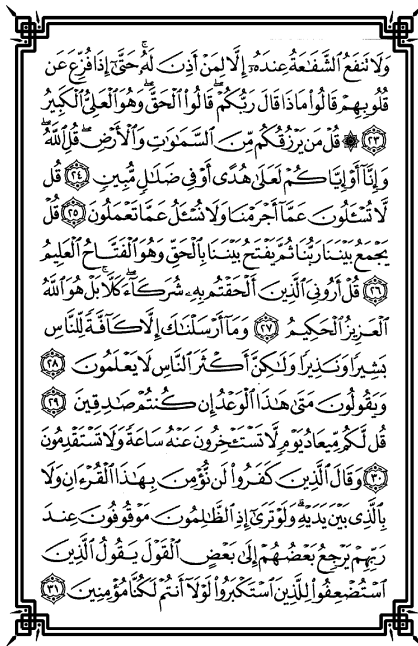 وَلَا تَنفَعُ ٱلشَّفَٰعَةُ عِندَهُۥٓ إِلَّا لِمَنْ أَذِنَ لَهُۥ ۚ حَتَّىٰٓ إِذَا فُزِّعَ عَن
قُلُوبِهِمْ قَالُوا۟ مَاذَا قَالَ رَبُّكُمْ ۖ قَالُوا۟ ٱلْحَقَّ ۖ وَهُوَ ٱلْعَلِىُّ ٱلْكَبِيرُ
﴿٢٣﴾ ۞ قُلْ مَن يَرْزُقُكُم مِّنَ ٱلسَّمَٰوَٰتِ وَٱلْأَرْضِ ۖ قُلِ ٱللَّهُ ۖ
وَإِنَّآ أَوْ إِيَّاكُمْ لَعَلَىٰ هُدًى أَوْ فِى ضَلَٰلٍ مُّبِينٍ ﴿٢٤﴾ قُل
لَّا تُسْـَٔلُونَ عَمَّآ أَجْرَمْنَا وَلَا نُسْـَٔلُ عَمَّا تَعْمَلُونَ ﴿٢٥﴾ قُلْ
يَجْمَعُ بَيْنَنَا رَبُّنَا ثُمَّ يَفْتَحُ بَيْنَنَا بِٱلْحَقِّ وَهُوَ ٱلْفَتَّاحُ ٱلْعَلِيمُ
﴿٢٦﴾ قُلْ أَرُونِىَ ٱلَّذِينَ أَلْحَقْتُم بِهِۦ شُرَكَآءَ ۖ كَلَّا ۚ بَلْ هُوَ ٱللَّهُ
ٱلْعَزِيزُ ٱلْحَكِيمُ ﴿٢٧﴾ وَمَآ أَرْسَلْنَٰكَ إِلَّا كَآفَّةً لِّلنَّاسِ
بَشِيرًا وَنَذِيرًا وَلَٰكِنَّ أَكْثَرَ ٱلنَّاسِ لَا يَعْلَمُونَ ﴿٢٨﴾
وَيَقُولُونَ مَتَىٰ هَٰذَا ٱلْوَعْدُ إِن كُنتُمْ صَٰدِقِينَ ﴿٢٩﴾
قُل لَّكُم مِّيعَادُ يَوْمٍ لَّا تَسْتَـْٔخِرُونَ عَنْهُ سَاعَةً وَلَا تَسْتَقْدِمُونَ
﴿٣٠﴾ وَقَالَ ٱلَّذِينَ كَفَرُوا۟ لَن نُّؤْمِنَ بِهَٰذَا ٱلْقُرْءَانِ وَلَا
بِٱلَّذِى بَيْنَ يَدَيْهِ ۗ وَلَوْ تَرَىٰٓ إِذِ ٱلظَّٰلِمُونَ مَوْقُوفُونَ عِندَ
رَبِّهِمْ يَرْجِعُ بَعْضُهُمْ إِلَىٰ بَعْضٍ ٱلْقَوْلَ يَقُولُ ٱلَّذِينَ
ٱسْتُضْعِفُوا۟ لِلَّذِينَ ٱسْتَكْبَرُوا۟ لَوْلَآ أَنتُمْ لَكُنَّا مُؤْمِنِينَ ﴿٣١﴾